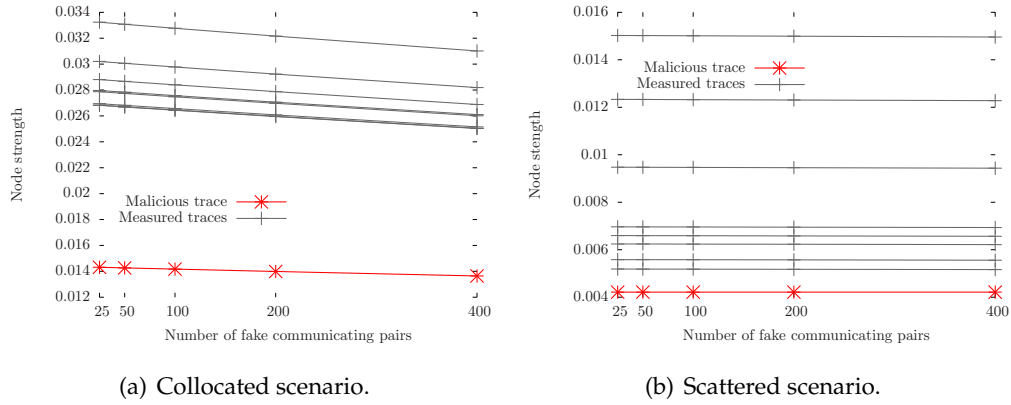 0.034
0.032
0.03
0.028
0.026
0.024
0.022
0.02
0.018
0.016
0.014
0.012
Node strength
Malicious trace
Measured traces
25 50 100 200 400
Number of fake communicating pairs
(a) Collocated scenario.
0.016
0.014
0.012
0.01
0.008
0.006
0.004
Node stength
Malicious trace
Measured traces
25 50 100 200 400
Number of fake communicating pairs
(b) Scattered scenario.